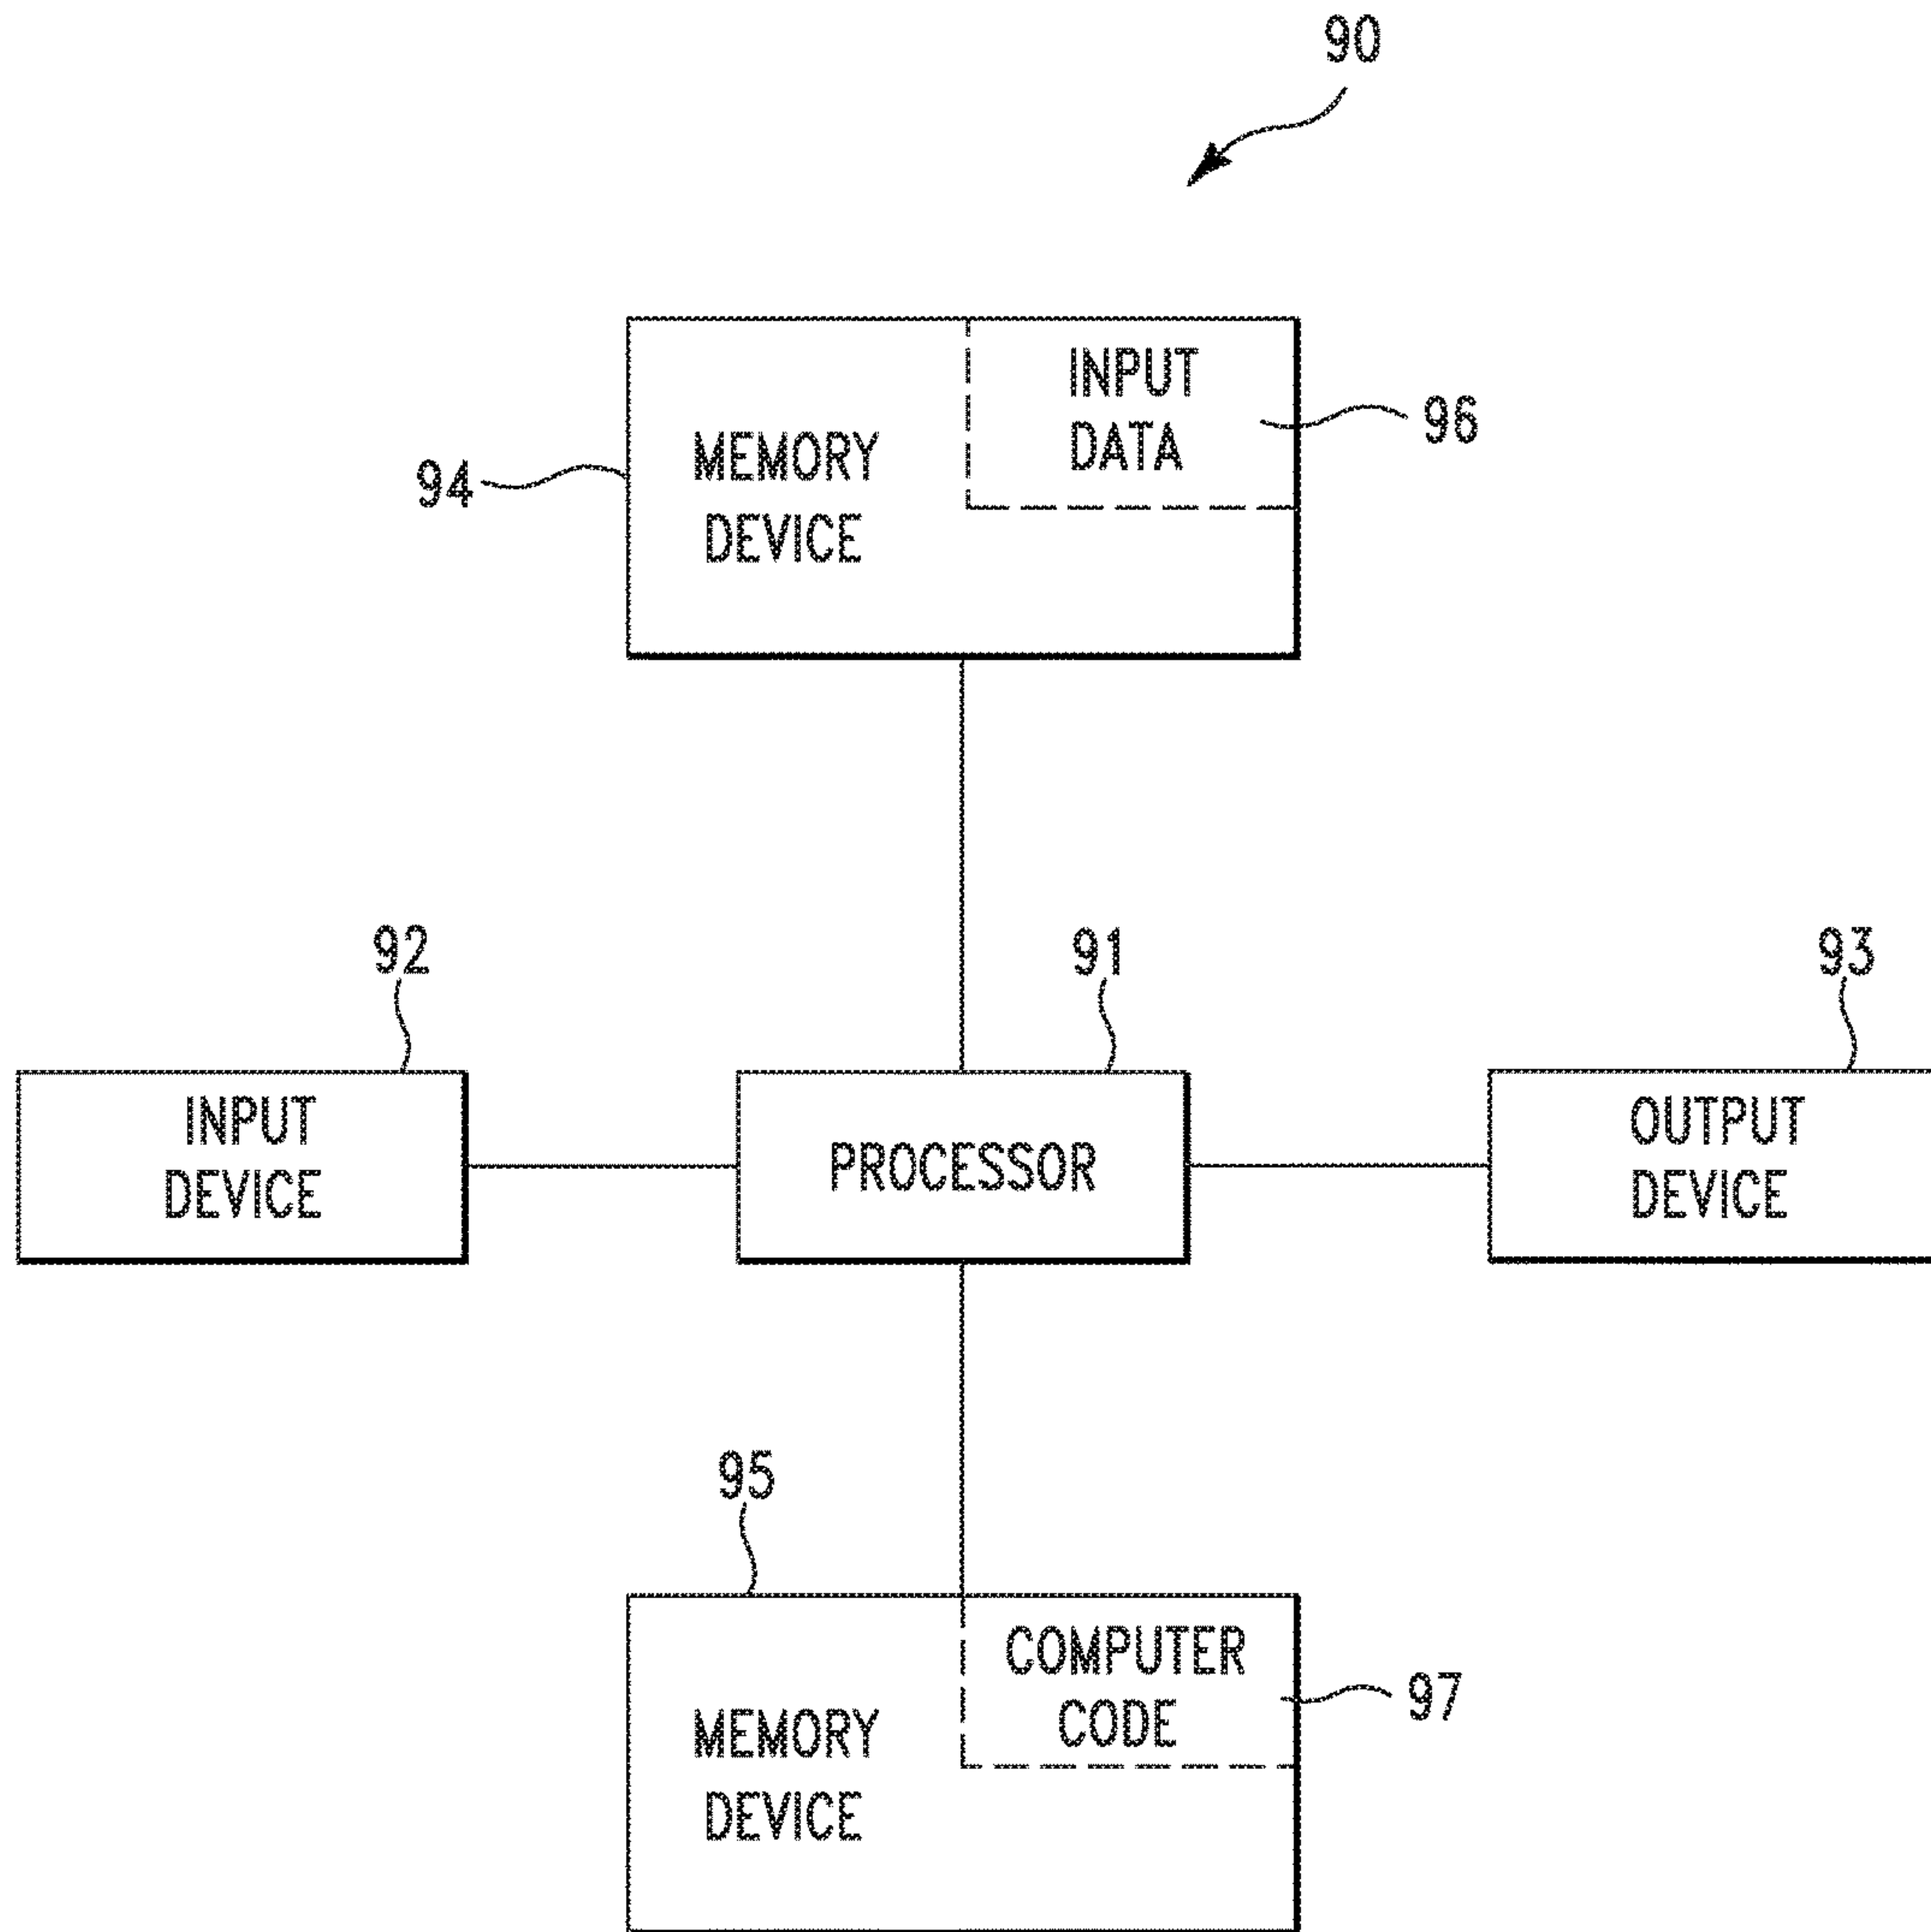 90
INPUT
DATA
96
MEMORY
DEVICE
94
92
91
93
INPUT
DEVICE
PROCESSOR
OUTPUT
DEVICE
95
COMPUTER
CODE
97
MEMORY
DEVICE